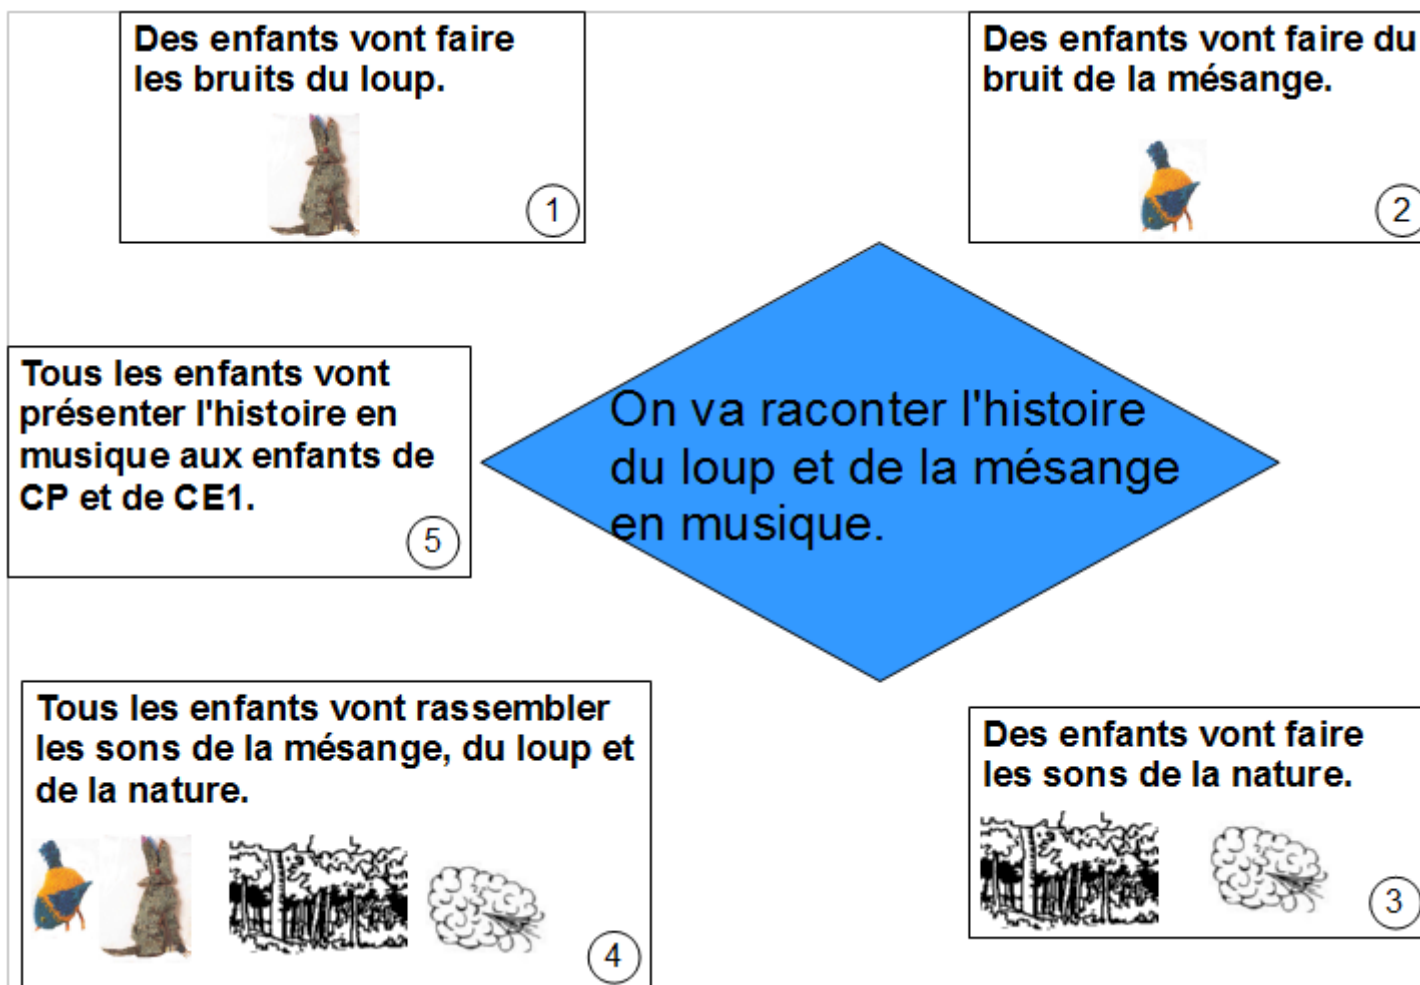 Des enfants vont faire
les bruits du loup.
1
Des enfants vont faire du
bruit de la mésange.
2
On va raconter l'histoire
du loup et de la mésange
en musique.
Tous les enfants vont
présenter l'histoire en
musique aux enfants de
CP et de CE1.
5
Tous les enfants vont rassembler
les sons de la mésange, du loup et
de la nature.
4
Des enfants vont faire
les sons de la nature.
3